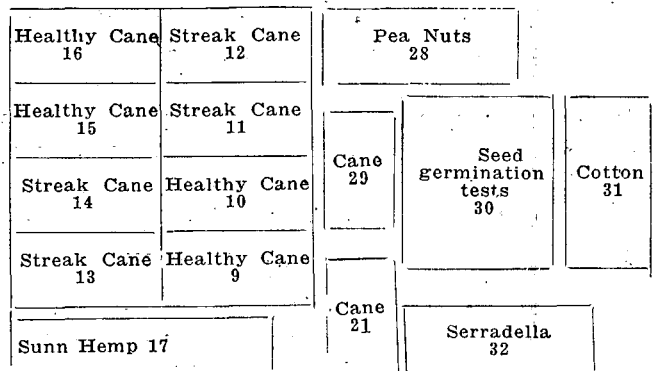 Healthy Cane
16
Streak Cane
12
Pea Nuts
28
Healthy Cane
15
Streak Cane
11
Cane
29
Seed
germination
tests
30
Cotton
31
Streak Cane
14
Healthy Cane
10
Streak Cane
13
Healthy Cane
9
Cane
21
Serradella
32
Sunn Hemp 17